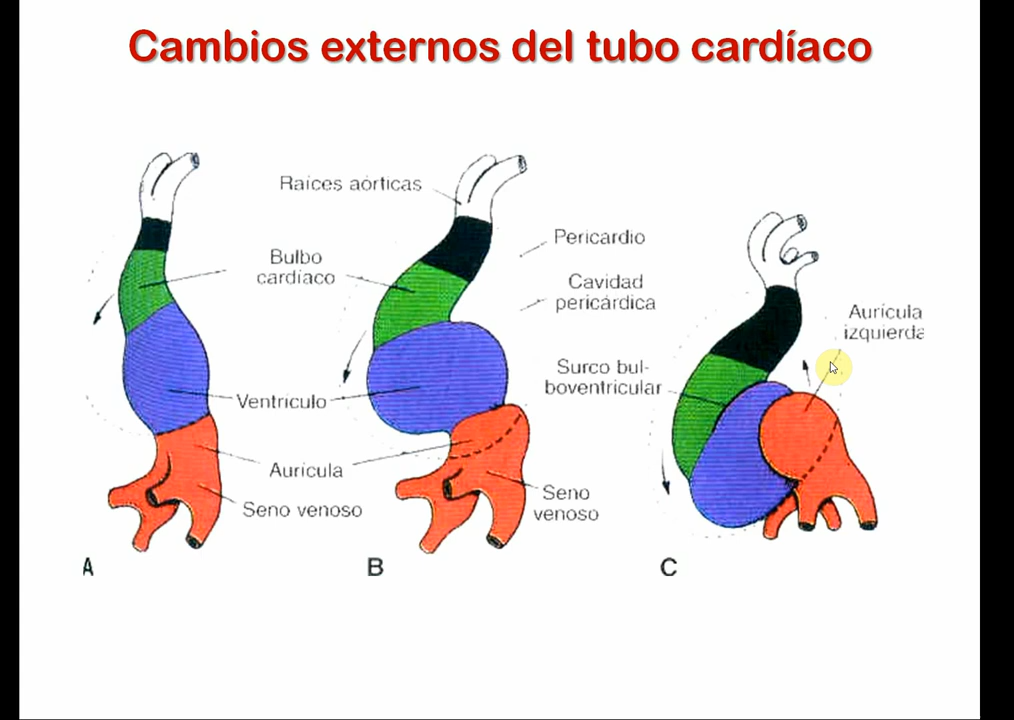 Cambios externos del tubo cardíaco
Raíces aórticas
Bulbo
cardíaco
Ventrículo
Aurícula
Seno venoso
Pericardio
Cavidad
pericárdica
Surco bul-
boventricular
Seno
venoso
Aurícula
izquierda
A
B
C